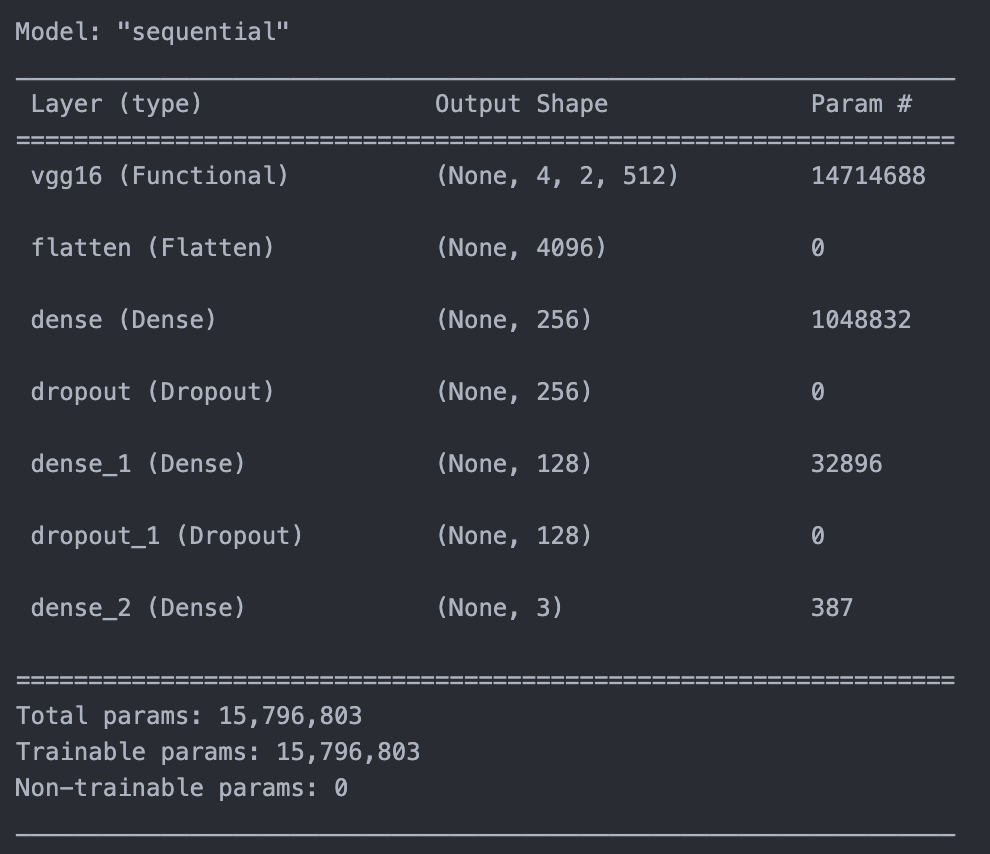 Model: "sequential"
_________________________________________________________________
Layer (type) Output Shape Param #
=================================================================
vgg16 (Functional) (None, 4, 2, 512) 14714688
flatten (Flatten) (None, 4096) 0
dense (Dense) (None, 256) 1048832
dropout (Dropout) (None, 256) 0
dense_1 (Dense) (None, 128) 32896
dropout_1 (Dropout) (None, 128) 0
dense_2 (Dense) (None, 3) 387
=================================================================
Total params: 15,796,803
Trainable params: 15,796,803
Non-trainable params: 0
_________________________________________________________________